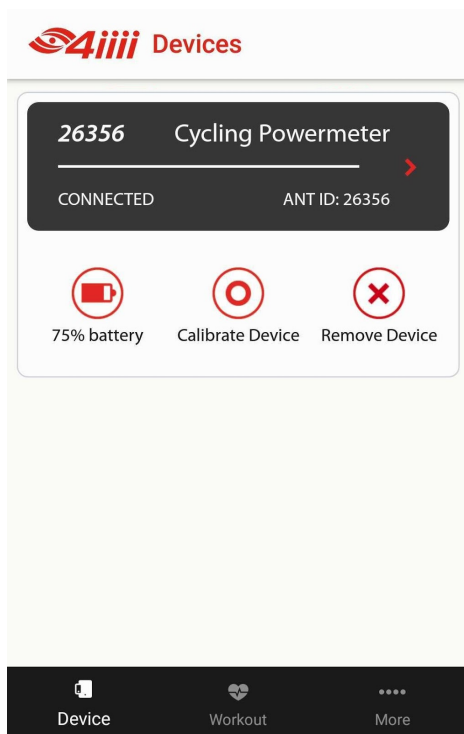 4iiii Devices
26356 Cycling Powermeter
CONNECTED ANT ID: 26356
75% battery Calibrate Device Remove Device
Device Workout More